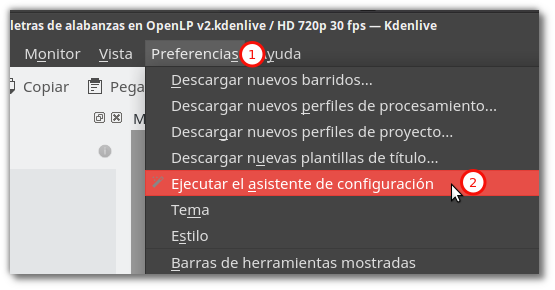 letras de alabanzas en OpenLP v2.kdenlive / HD 720p 30 fps — Kdenlive
Monitor Vista Preferencias 1 yuda
Copiar Pega
Descargar nuevos barridos...
Descargar nuevos perfiles de procesamiento...
M
Descargar nuevos perfiles de proyecto...
Descargar nuevas plantillas de título...
Ejecutar el asistente de configuración 2
Tema
Estilo
Barras de herramientas mostradas